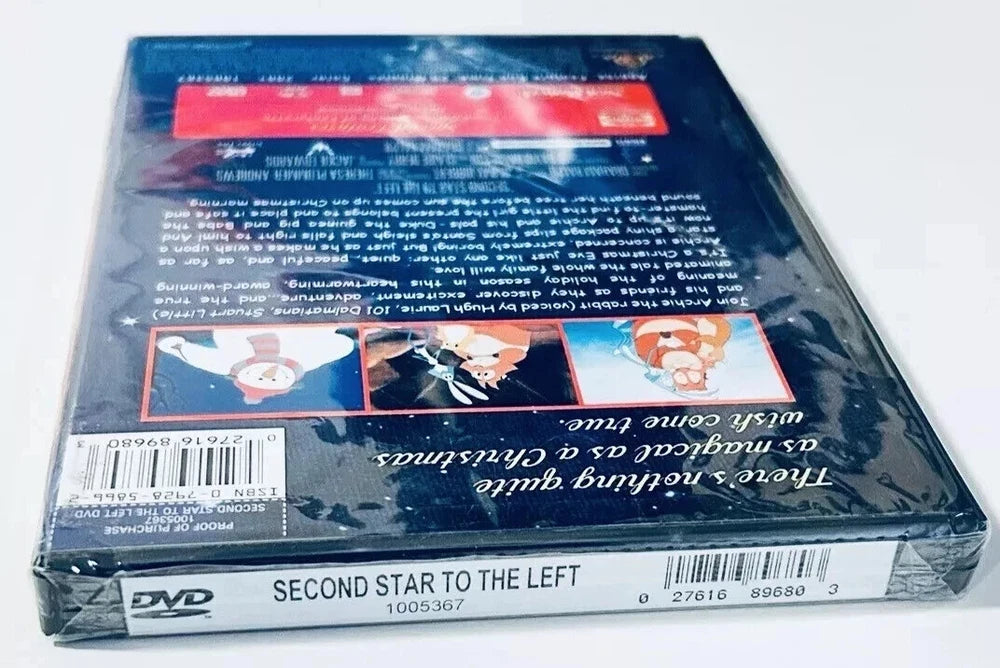 There's nothing quite
as magical as a Christmas
wish come true.
PROOF OF PURCHASE
1005367
SECOND STAR TO THE LEFT DVD
ISBN 0-7928-5866-2
0 27616 89680 3
Join Archie the rabbit (voiced by Hugh Laurie, 101 Dalmatians, Stuart Little)
and his friends as they discover excitement, adventure...and the true
meaning of the holiday season in this heartwarming, award-winning
animated tale the whole family will love.
It's a Christmas Eve just like any other: quiet, peaceful, and, as far as
Archie is concerned, extremely boring. But just as he makes a wish upon a
star, a shiny package slips from Santa's sleigh and falls right on him! And
now it's up to Archie and his pals - Duke the guinea pig and Babs the
hamster - to find the little girl the present belongs to and place it safe and
sound beneath her tree before the sun comes up on Christmas morning
SECOND STAR TO THE LEFT
THERESA PLUMMER ANDREWS
JACKIE EDWARDS
DVD
SECOND STAR TO THE LEFT
1005367
0 27616 89680 3